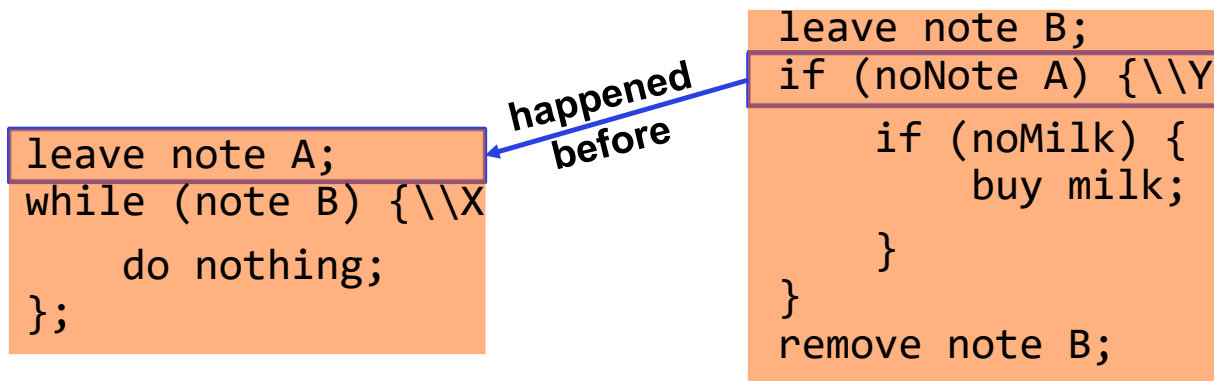 leave note A;
while (note B) {\\X
do nothing;
};
happened
before
leave note B;
if (noNote A) {\\Y
if (noMilk) {
buy milk;
}
}
remove note B;